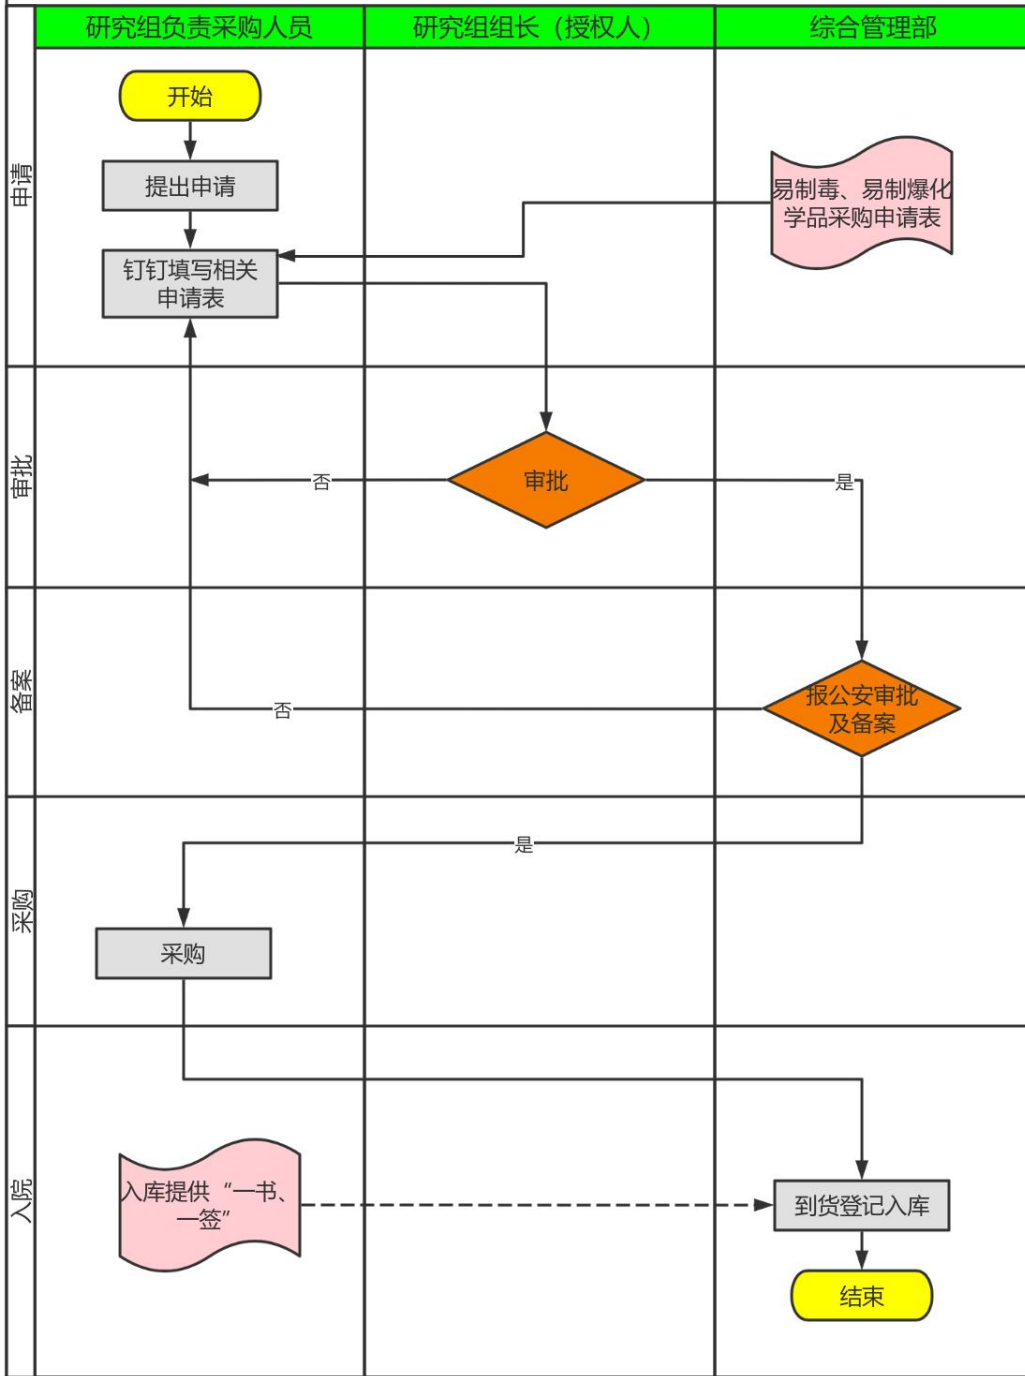 研究组负责采购人员
研究组组长（授权人）
综合管理部
申请
开始
提出申请
易制毒、易制爆化
学品采购申请表
钉钉填写相关
申请表
审批
否
审批
是
备案
否
报公安审批
及备案
采购
是
采购
入院
入库提供“一书、
一签”
到货登记入库
结束